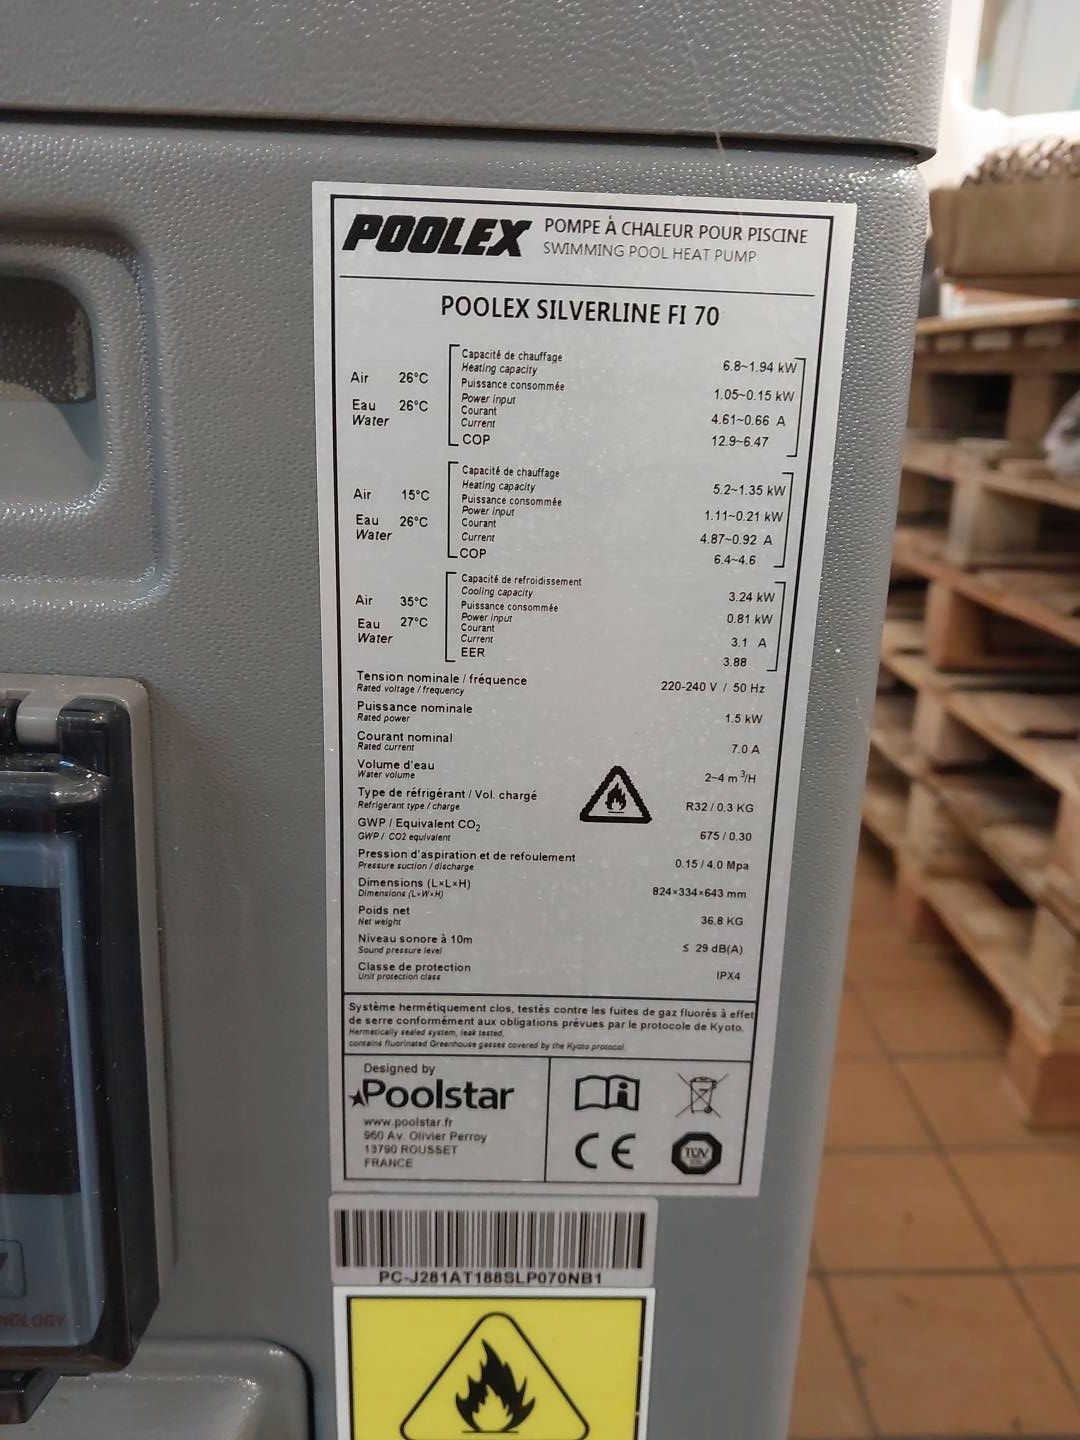 POOLEX POMPE À CHALEUR POUR PISCINE
SWIMMING POOL HEAT PUMP
POOLEX SILVERLINE FI 70
Air 26°C
Eau 26°C
Water
Capacité de chauffage
Heating capacity 6.8~1.94 kW
Puissance consommée
Power input 1.05~0.15 kW
Courant
Current 4.61~0.66 A
COP 12.9~6.47
Air 15°C
Eau 26°C
Water
Capacité de chauffage
Heating capacity 5.2~1.35 kW
Puissance consommée
Power input 1.11~0.21 kW
Courant
Current 4.87~0.92 A
COP 6.4~4.6
Air 35°C
Eau 27°C
Water
Capacité de refroidissement
Cooling capacity 3.24 kW
Puissance consommée
Power input 0.81 kW
Courant
Current 3.1 A
EER 3.88
Tension nominale / fréquence
Rated voltage / frequency 220-240 V / 50 Hz
Puissance nominale
Rated power 1.5 kW
Courant nominal
Rated current 7.0 A
Volume d'eau
Water volume 2~4 m³/H
Type de réfrigérant / Vol. chargé
Refrigerant type / charge R32 / 0.3 KG
GWP / Equivalent CO₂
GWP / CO2 equivalent 675 / 0.30
Pression d'aspiration et de refoulement
Pressure suction / discharge 0.15 / 4.0 Mpa
Dimensions (L×L×H)
Dimensions (L×W×H) 824×334×643 mm
Poids net
Net weight 36.8 KG
Niveau sonore à 10m
Sound pressure level ≤ 29 dB(A)
Classe de protection
Unit protection class IPX4
Système hermétiquement clos, testés contre les fuites de gaz fluorés à effet
de serre conformément aux obligations prévues par le protocole de Kyoto.
Hermetically sealed system, leak tested,
contains fluorinated Greenhouse gasses covered by the Kyoto protocol
Designed by
Poolstar
www.poolstar.fr
960 Av. Olivier Perroy
13790 ROUSSET
FRANCE
CE
TÜV
PC-J281AT188SLP070NB1
NOLOGY